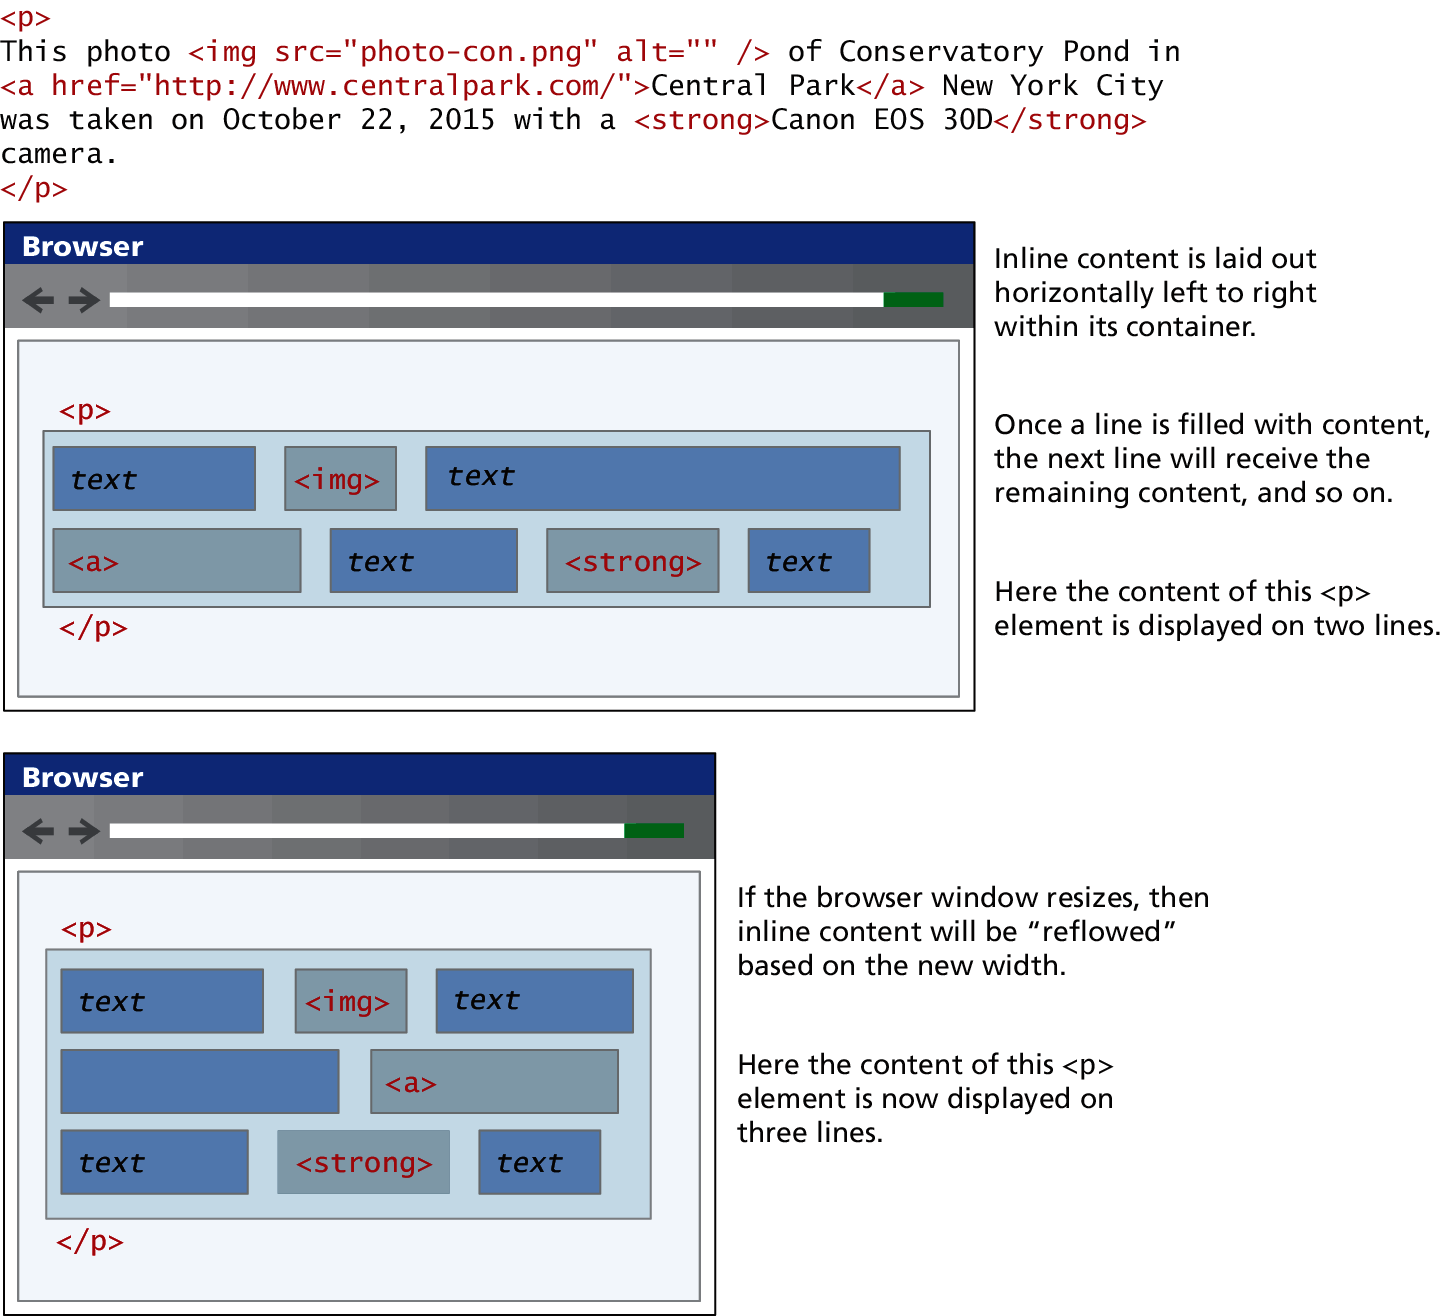 <p>
This photo <img src="photo-con.png" alt="" /> of Conservatory Pond in
<a href="http://www.centralpark.com/">Central Park</a> New York City
was taken on October 22, 2015 with a <strong>Canon EOS 30D</strong>
camera.
</p>
Browser
Inline content is laid out
horizontally left to right
within its container.
<p>
text <img> text
Once a line is filled with content,
the next line will receive the
remaining content, and so on.
<a> text <strong> text
</p>
Here the content of this <p>
element is displayed on two lines.
Browser
If the browser window resizes, then
inline content will be “reflowed”
based on the new width.
<p>
text <img> text
<a>
text <strong> text
</p>
Here the content of this <p>
element is now displayed on
three lines.